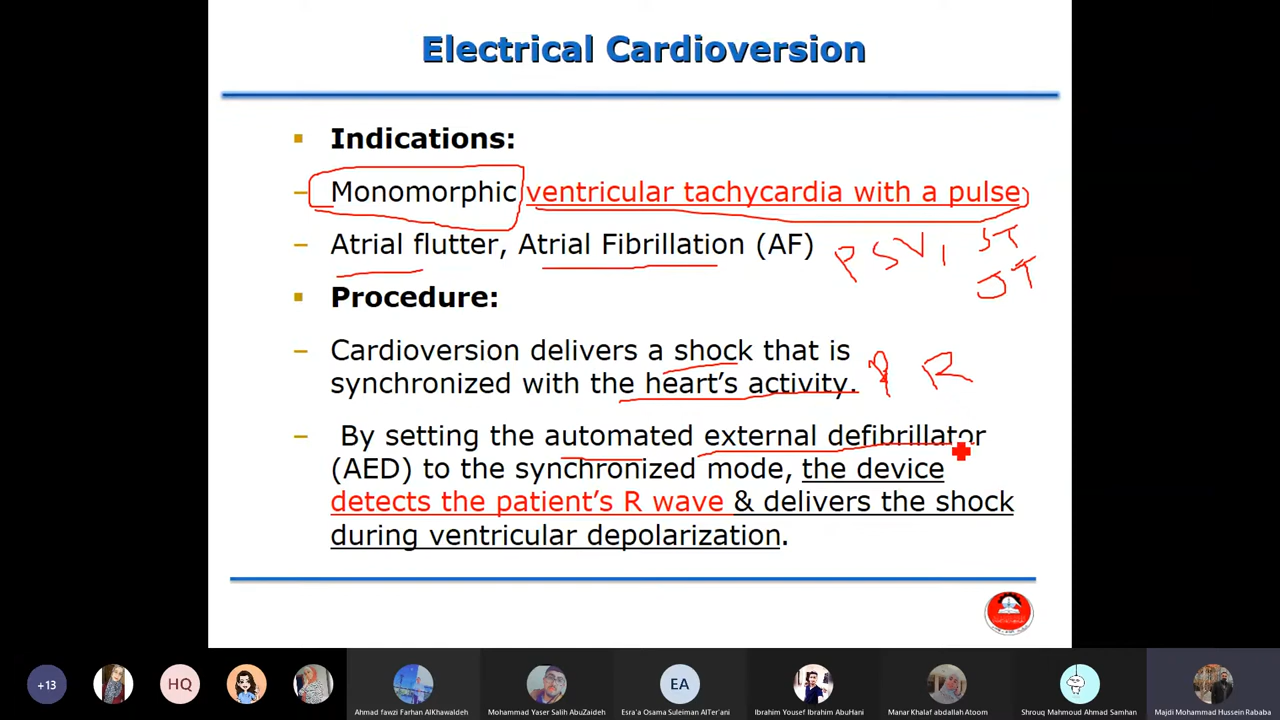 Electrical Cardioversion
Indications:
– Monomorphic ventricular tachycardia with a pulse
– Atrial flutter, Atrial Fibrillation (AF)
PSVT
ST
JT
Procedure:
– Cardioversion delivers a shock that is
synchronized with the heart's activity.
R
– By setting the automated external defibrillator
(AED) to the synchronized mode, the device
detects the patient's R wave & delivers the shock
during ventricular depolarization.
+13
HQ
EA
Ahmad fawzi Farhan AlKhawaldeh
Mohammad Yaser Salih AbuZaideh
Esra'a Osama Suleiman AlTer'ani
Ibrahim Yousef Ibrahim AbuHani
Manar Khalaf abdallah Atoom
Shrouq Mahmoud Ahmad Samhan
Majdi Mohammad Hussein Rababa